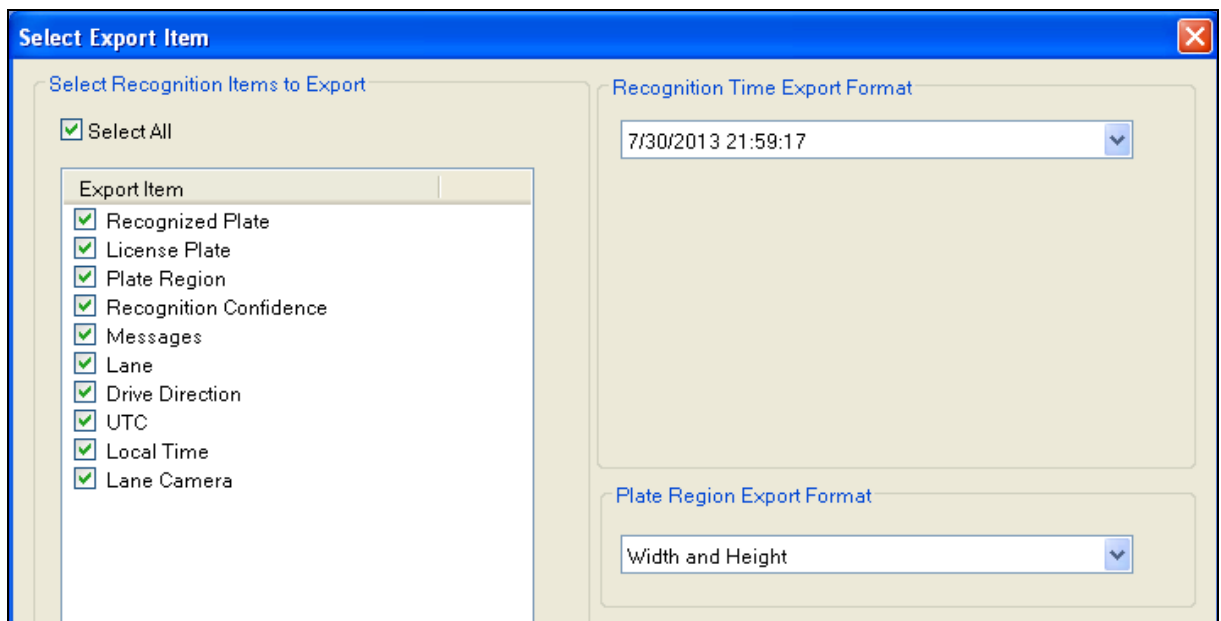 Select Export Item
Select Recognition Items to Export
Select All
Export Item
Recognized Plate
License Plate
Plate Region
Recognition Confidence
Messages
Lane
Drive Direction
UTC
Local Time
Lane Camera
Recognition Time Export Format
7/30/2013 21:59:17
Plate Region Export Format
Width and Height